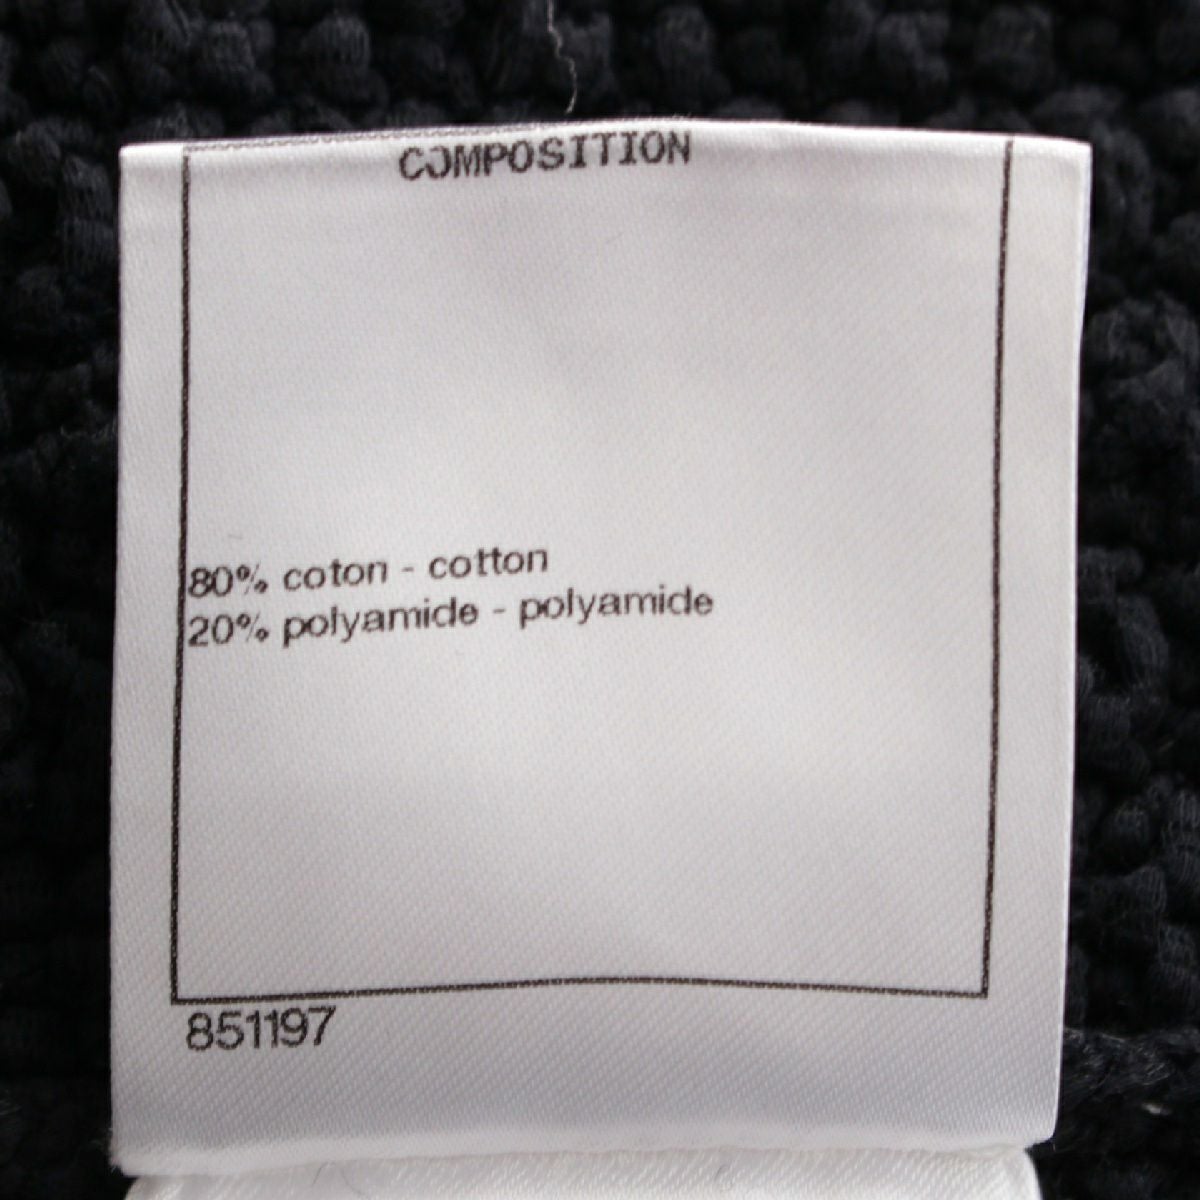 COMPOSITION
80% coton - cotton
20% polyamide - polyamide
851197